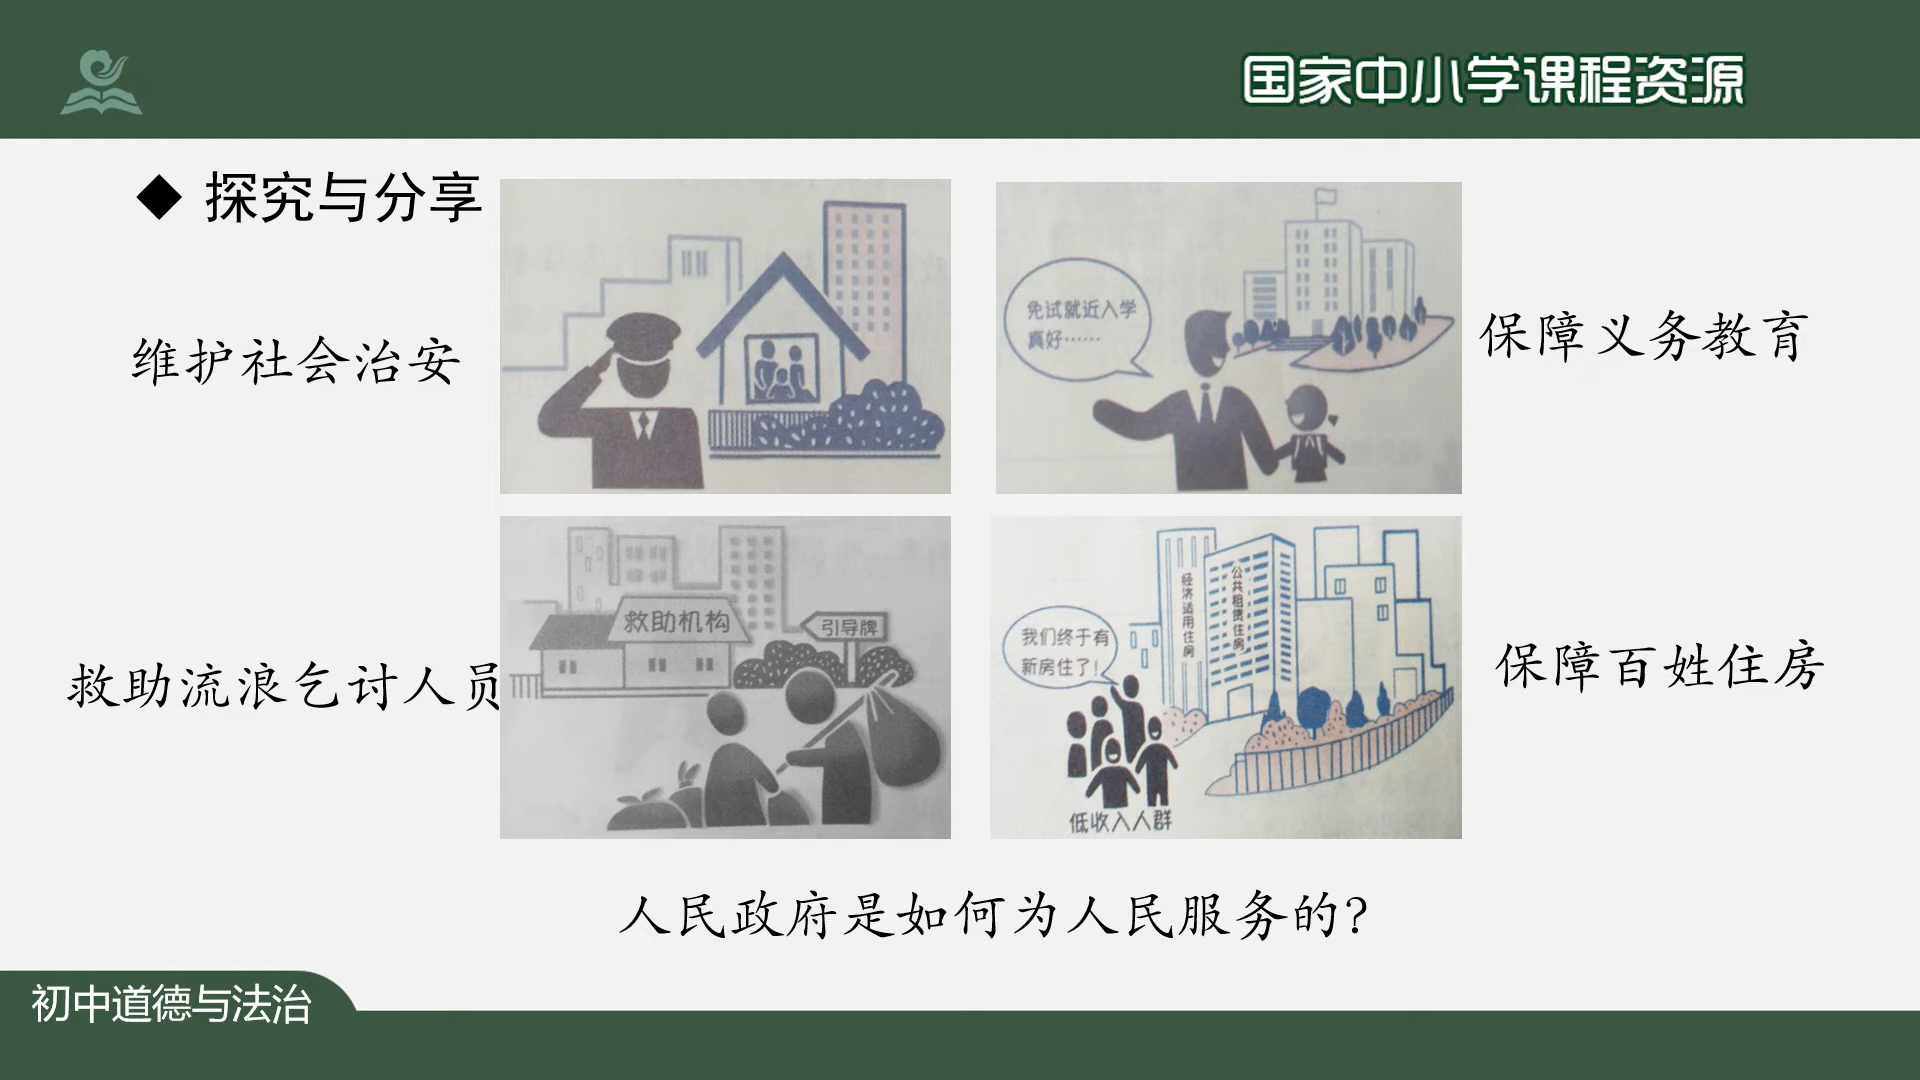 国家中小学课程资源
◆ 探究与分享
维护社会治安
免试就近入学
真好……
保障义务教育
救助流浪乞讨人员
救助机构
引导牌
经济适用住房
公共租赁住房
我们终于有
新房住了！
低收入人群
保障百姓住房
人民政府是如何为人民服务的？
初中道德与法治